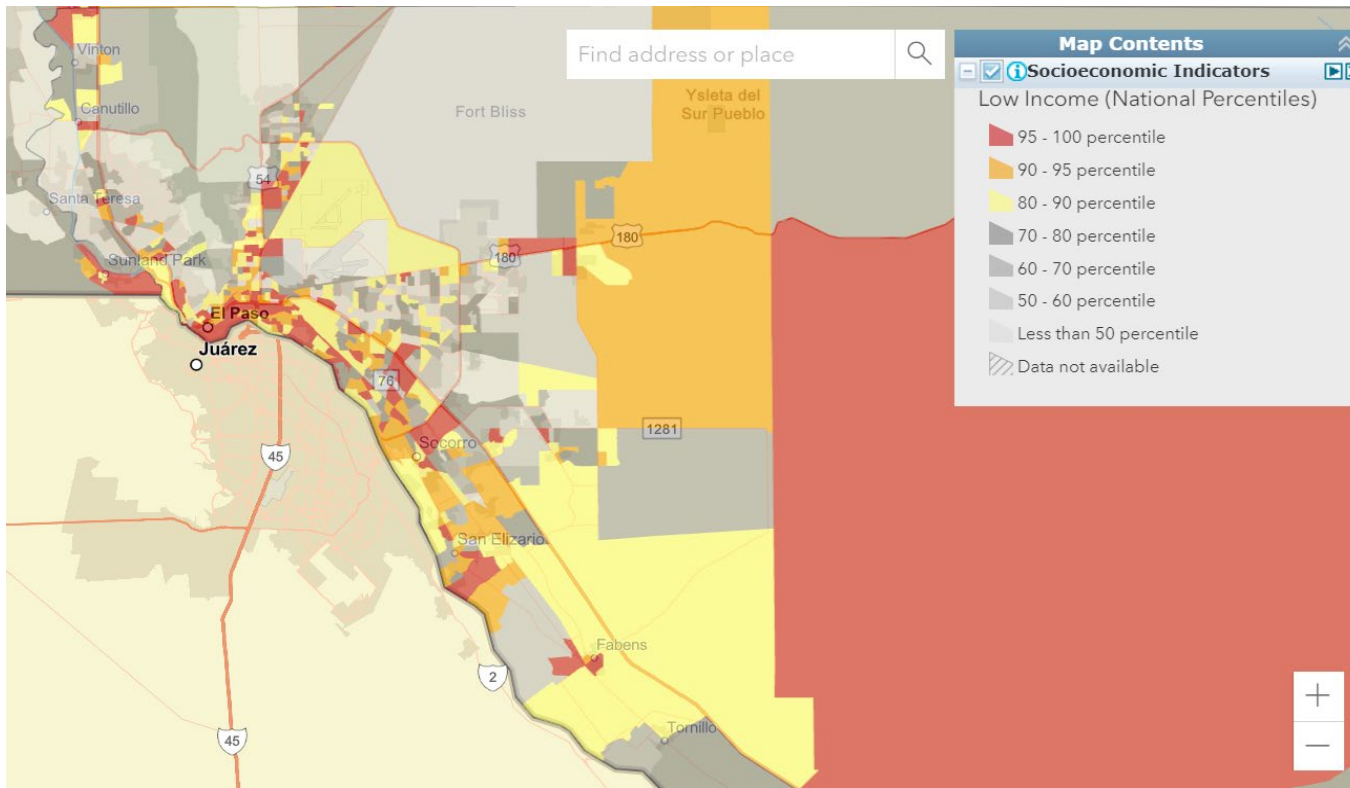 Find address or place
Map Contents
Socioeconomic Indicators
Low Income (National Percentiles)
95 - 100 percentile
90 - 95 percentile
80 - 90 percentile
70 - 80 percentile
60 - 70 percentile
50 - 60 percentile
Less than 50 percentile
Data not available
Vinton
Canutillo
Fort Bliss
Ysleta del
Sur Pueblo
54
Santa Teresa
180
180
Sunland Park
El Paso
Juárez
76
1281
45
Socorro
San Elizario
Fabens
2
Tornillo
45
+
−